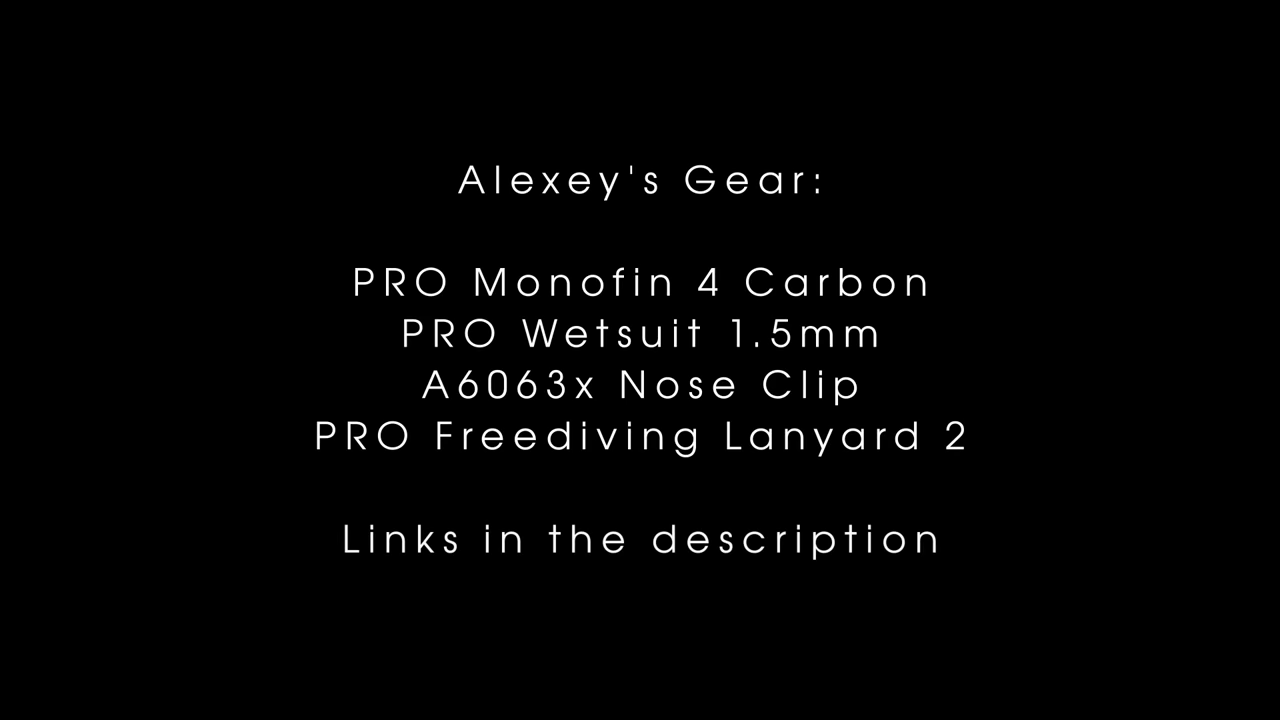 Alexey's Gear:
PRO Monofin 4 Carbon
PRO Wetsuit 1.5mm
A6063x Nose Clip
PRO Freediving Lanyard 2
Links in the description